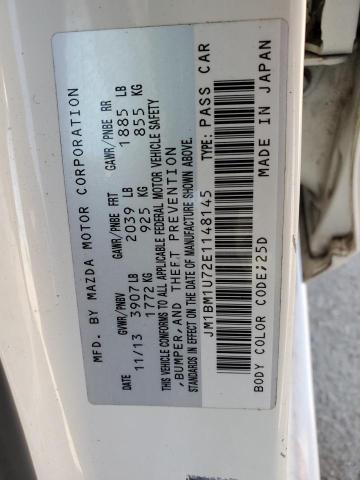 MFD. BY MAZDA MOTOR CORPORATION
DATE GVWR/PNBV GAWR/PNBE FRT GAWR/PNBE RR
11/13 3907 LB 2039 LB 1885 LB
1772 KG 925 KG 855 KG
THIS VEHICLE CONFORMS TO ALL APPLICABLE FEDERAL MOTOR VEHICLE SAFETY
,BUMPER,AND THEFT PREVENTION
STANDARDS IN EFFECT ON THE DATE OF MANUFACTURE SHOWN ABOVE.
JM1BM1U72E1148145 TYPE: PASS CAR
BODY COLOR CODE;25D MADE IN JAPAN